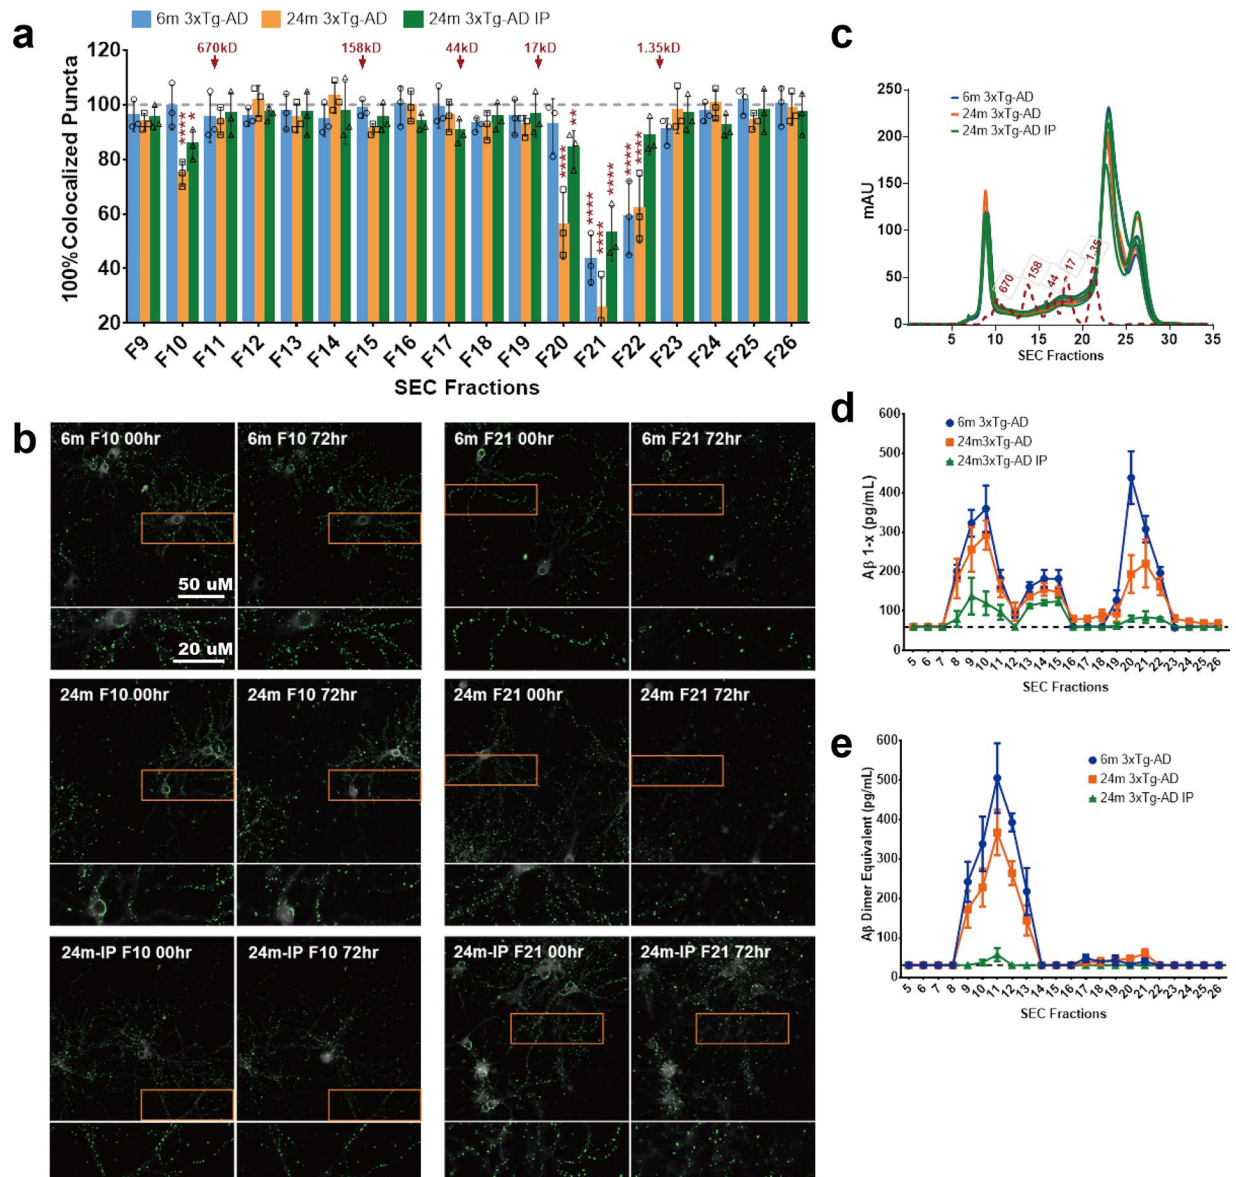 a
6m 3xTg-AD 24m 3xTg-AD 24m 3xTg-AD IP
100%Colocalized Puncta
120
100
80
60
40
20
670kD 158kD 44kD 17kD 1.35kD
**** * **** ** **** **** **** **** ****
F9 F10 F11 F12 F13 F14 F15 F16 F17 F18 F19 F20 F21 F22 F23 F24 F25 F26
SEC Fractions
c
6m 3xTg-AD
24m 3xTg-AD
24m 3xTg-AD IP
mAU
250
200
150
100
50
0
670 158 44 17 1.35
5 10 15 20 25 30 35
SEC Fractions
b
6m F10 00hr 6m F10 72hr 6m F21 00hr 6m F21 72hr
50 uM
20 uM
24m F10 00hr 24m F10 72hr 24m F21 00hr 24m F21 72hr
24m-IP F10 00hr 24m-IP F10 72hr 24m-IP F21 00hr 24m-IP F21 72hr
d
6m 3xTg-AD
24m3xTg-AD
24m3xTg-AD IP
Aβ 1-x (pg/mL)
600
500
400
300
200
100
0
5 6 7 8 9 10 11 12 13 14 15 16 17 18 19 20 21 22 23 24 25 26
SEC Fractions
e
6m 3xTg-AD
24m 3xTg-AD
24m 3xTg-AD IP
Aβ Dimer Equivalent (pg/mL)
600
500
400
300
200
100
0
5 6 7 8 9 10 11 12 13 14 15 16 17 18 19 20 21 22 23 24 25 26
SEC Fractions